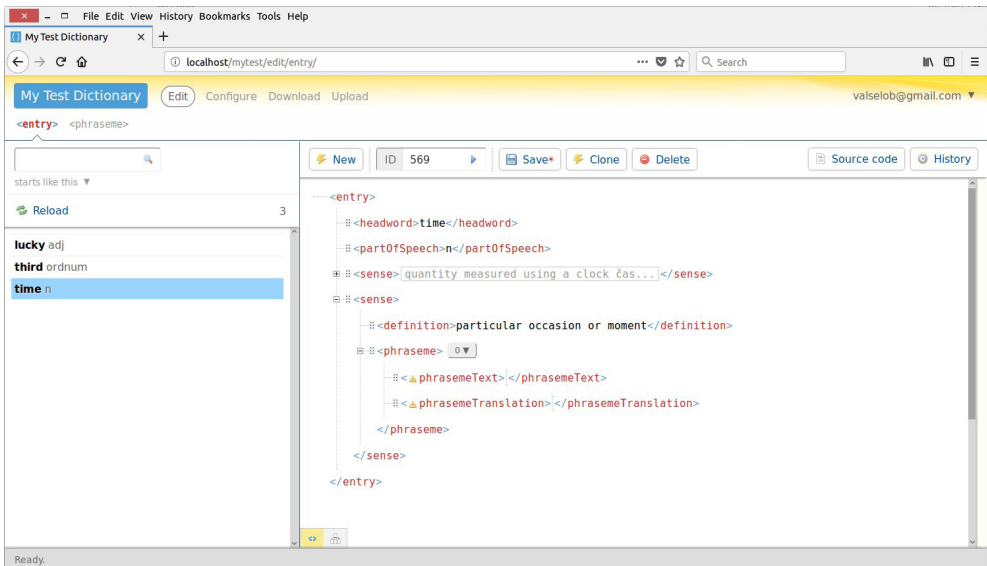 File Edit View History Bookmarks Tools Help
My Test Dictionary × +
localhost/mytest/edit/entry/ ... Search
My Test Dictionary Edit Configure Download Upload valselob@gmail.com ▼
<entry> <phraseme>
New ID 569 Save* Clone Delete Source code History
starts like this ▼
Reload 3
lucky adj
third ordnum
time n
<entry>
<headword>time</headword>
<partOfSpeech>n</partOfSpeech>
<sense>quantity measured using a clock čas...</sense>
<sense>
<definition>particular occasion or moment</definition>
<phraseme> 0▼
<phrasemeText></phrasemeText>
<phrasemeTranslation></phrasemeTranslation>
</phraseme>
</sense>
</entry>
Ready.